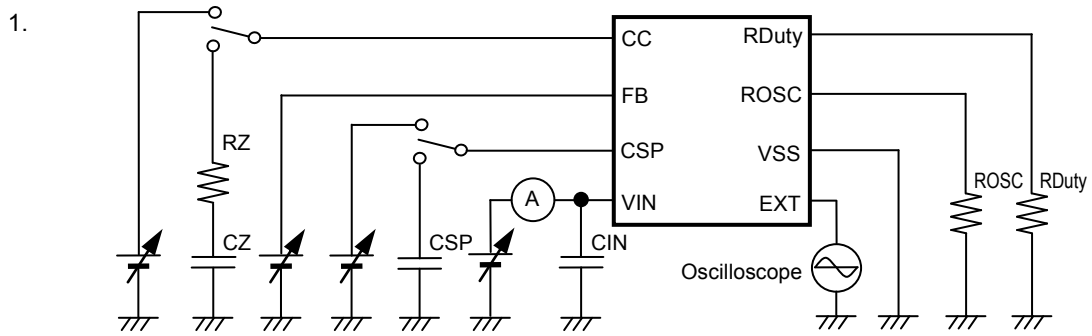 1.
CC RDuty
FB ROSC
CSP VSS
VIN EXT
RZ
CZ
CSP
A
CIN
Oscilloscope
ROSC
RDuty